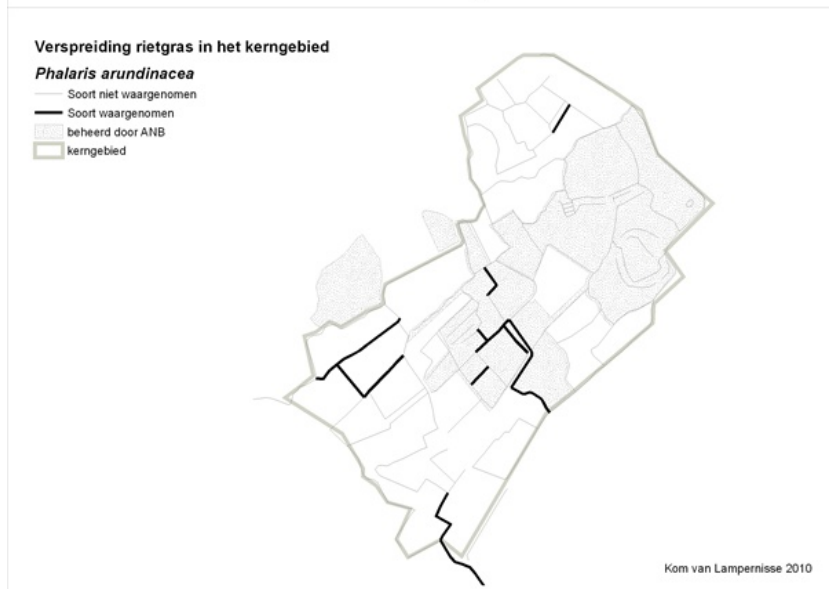 Verspreiding rietgras in het kerngebied
Phalaris arundinacea
Soort niet waargenomen
Soort waargenomen
beheerd door ANB
kerngebied
Kom van Lampernisse 2010